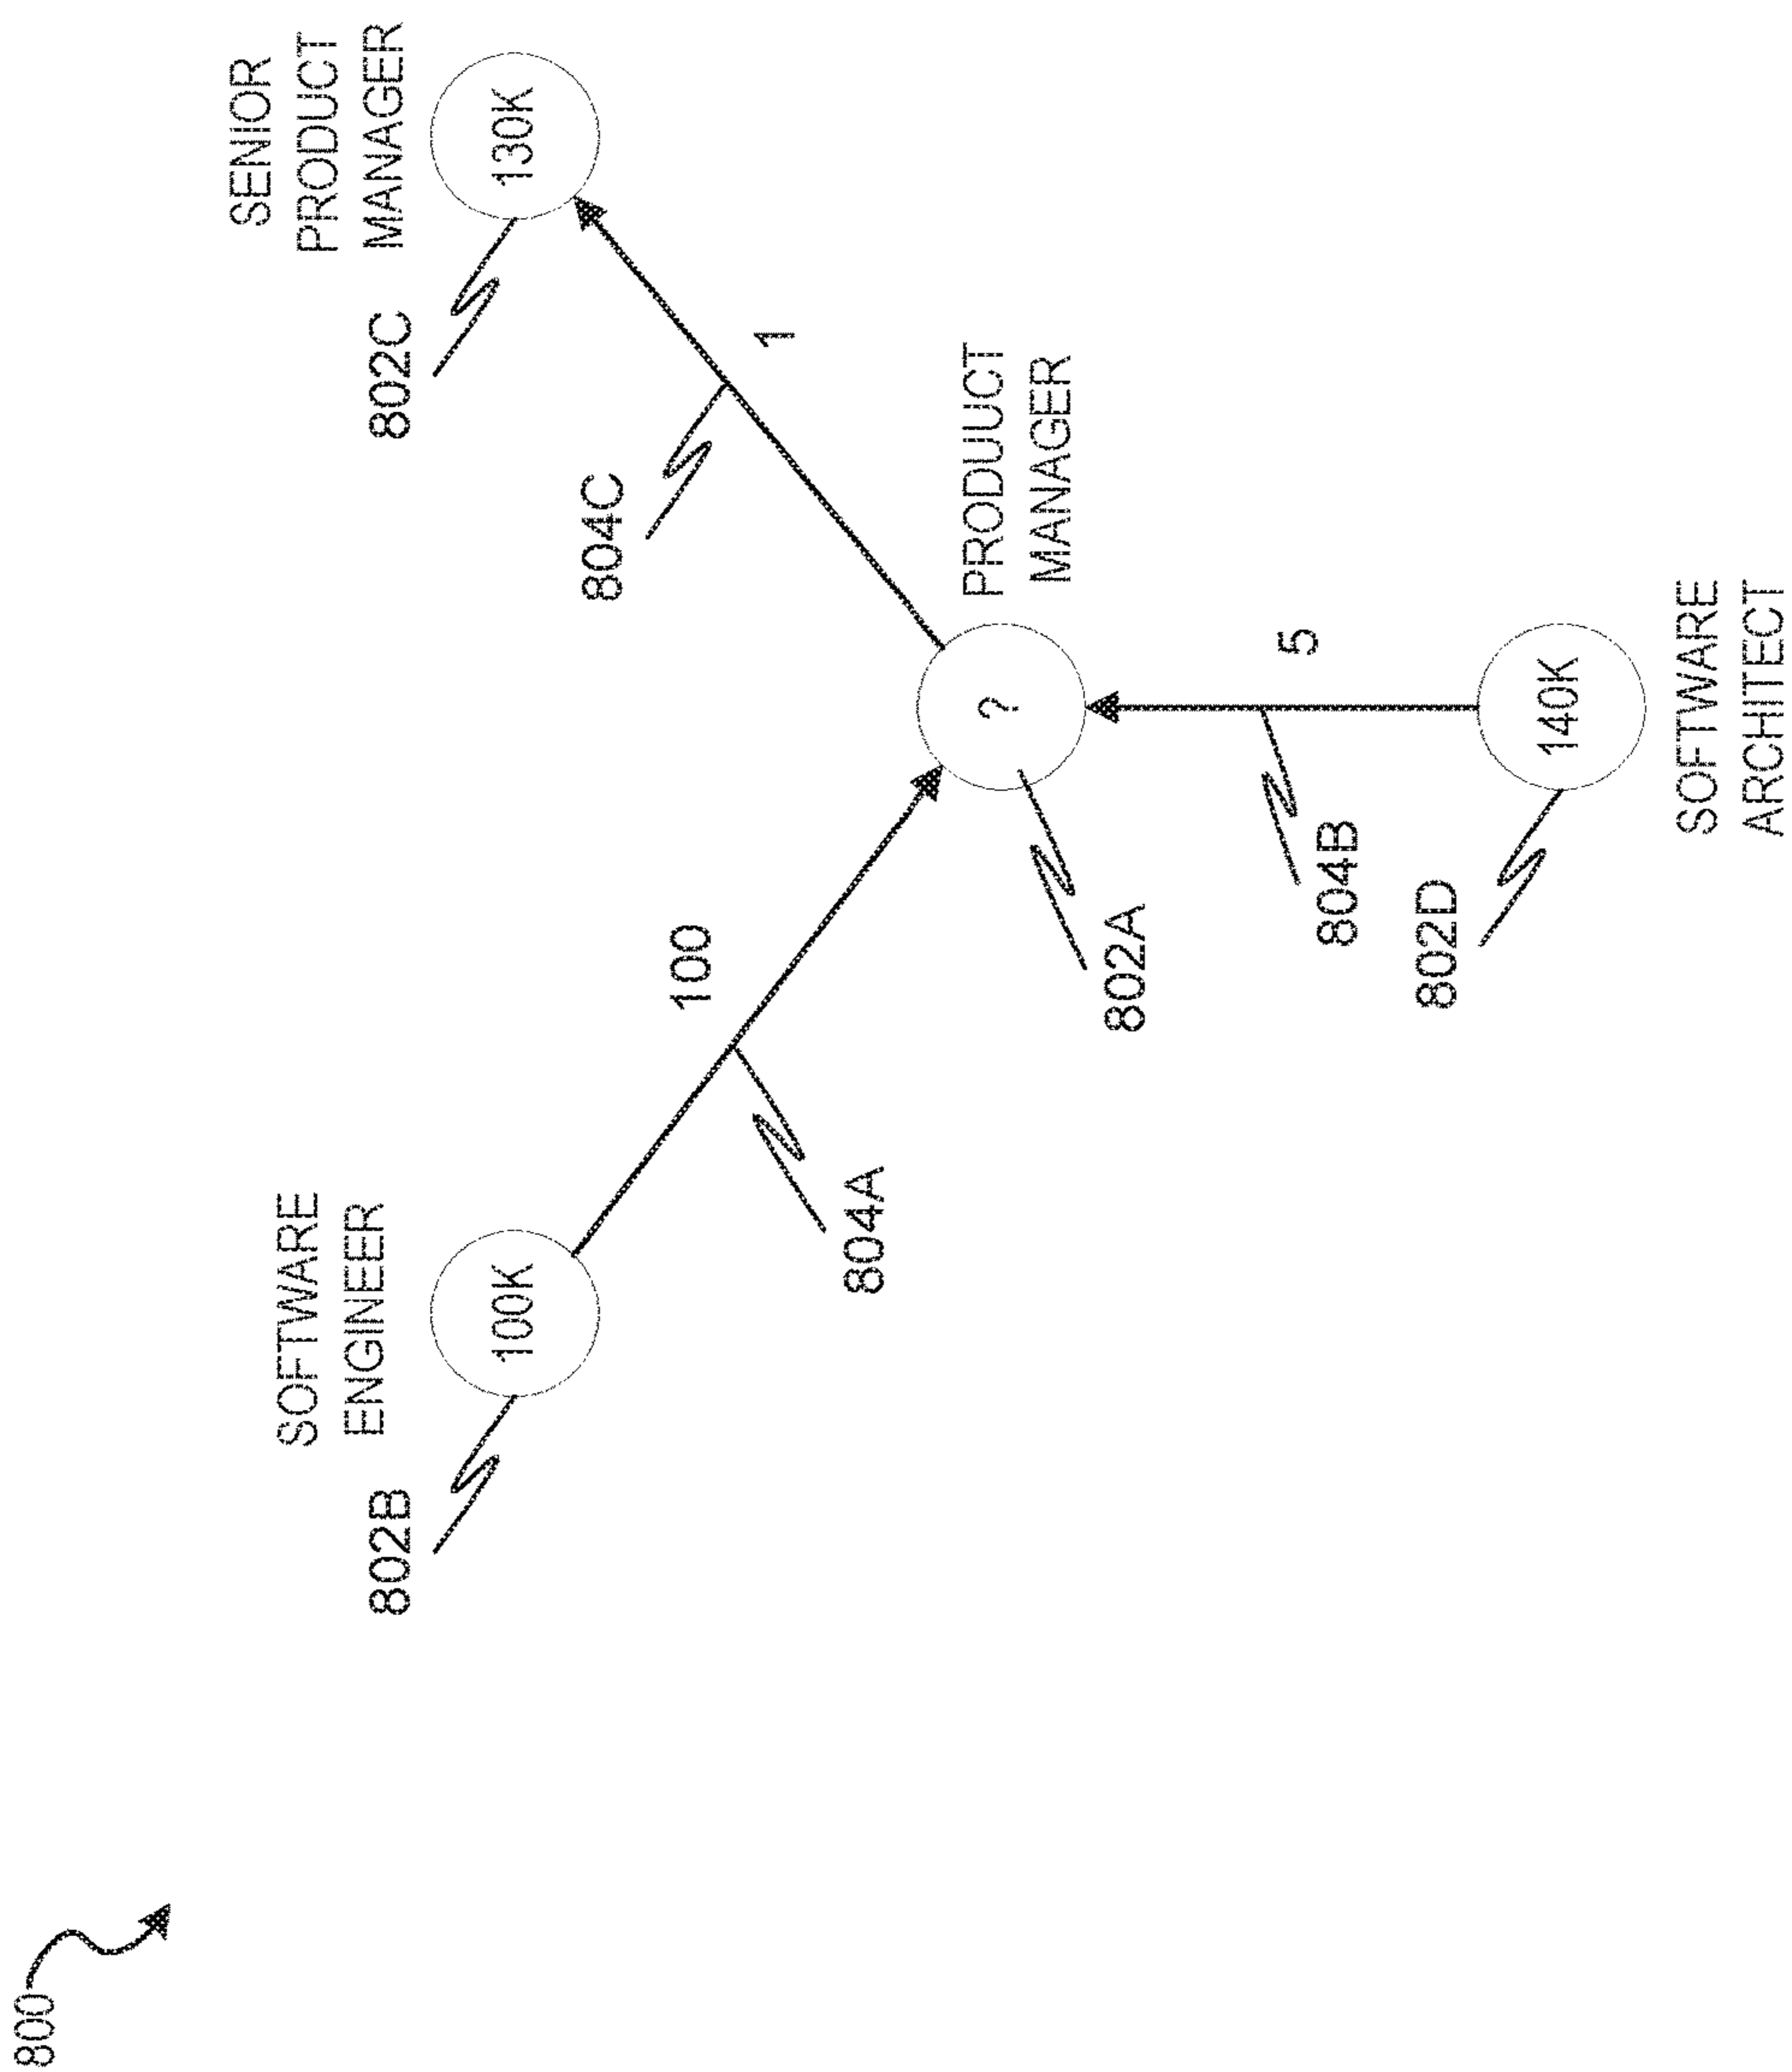 800
SOFTWARE
ENGINEER
802B
100K
SENIOR
PRODUCT
MANAGER
802C
130K
804A
100
804C
1
802A
?
PRODUUCT
MANAGER
804B
5
802D
140K
SOFTWARE
ARCHITECT